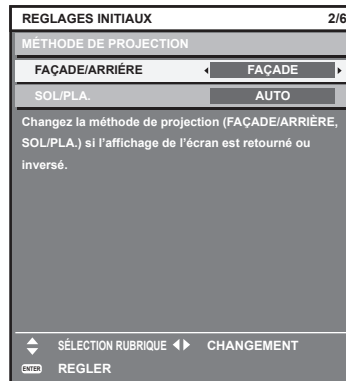 REGLAGES INITIAUX 2/6
MÉTHODE DE PROJECTION
FAÇADE/ARRIÉRE FAÇADE
SOL/PLA. AUTO
Changez la méthode de projection (FAÇADE/ARRIÈRE,
SOL/PLA.) si l'affichage de l'écran est retourné ou
inversé.
SÉLECTION RUBRIQUE CHANGEMENT
ENTER REGLER